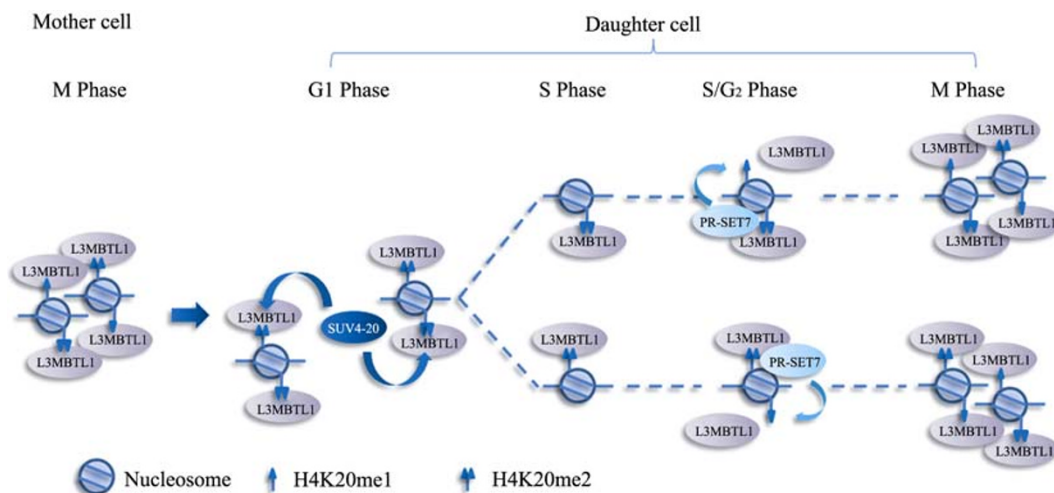 Mother cell
Daughter cell
M Phase
G1 Phase
S Phase
S/G₂ Phase
M Phase
L3MBTL1
L3MBTL1
L3MBTL1
L3MBTL1
L3MBTL1
L3MBTL1
SUV4-20
L3MBTL1
L3MBTL1
L3MBTL1
L3MBTL1
PR-SET7
L3MBTL1
L3MBTL1
L3MBTL1
L3MBTL1
L3MBTL1
L3MBTL1
L3MBTL1
PR-SET7
L3MBTL1
L3MBTL1
L3MBTL1
L3MBTL1
L3MBTL1
Nucleosome
H4K20me1
H4K20me2